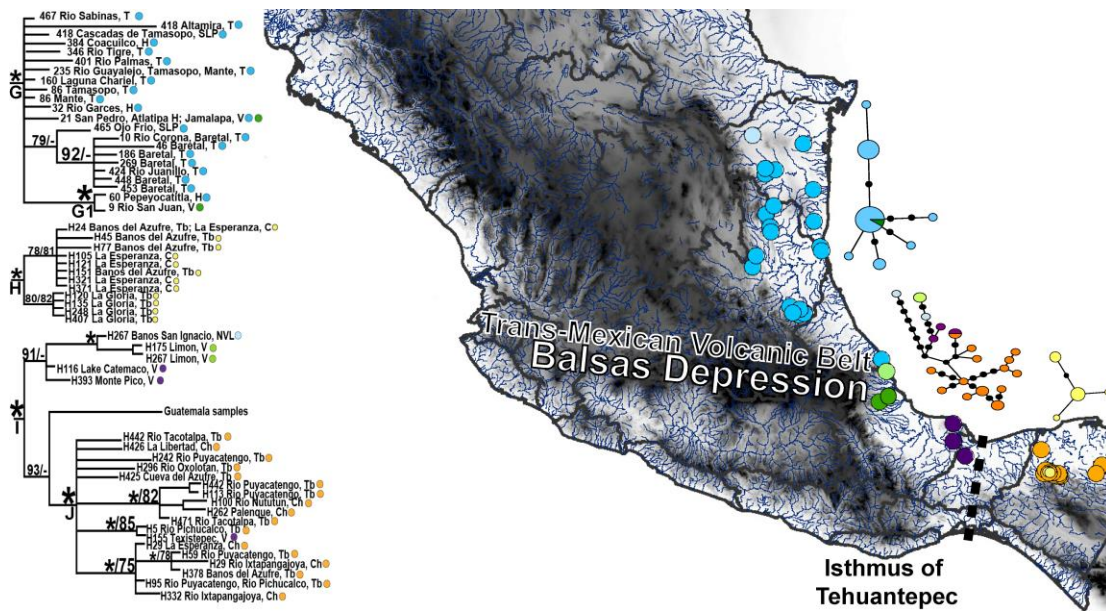 467 Rio Sabinas, T
418 Altamira, T
418 Cascadas de Tamasopo, SLP
384 Coacuilco, H
346 Rio Tigre, T
401 Rio Palmas, T
235 Rio Guayalejo, Tamasopo, Mante, T
*
G
160 Laguna Chariel, T
86 Tamasopo, T
86 Mante, T
32 Rio Garces, H
21 San Pedro, Atlatipa H; Jamalapa, V
465 Ojo Frio, SLP
79/-
10 Rio Corona, Baretal, T
46 Baretal, T
92/-
186 Baretal, T
269 Baretal, T
424 Rio Juanillo, T
448 Baretal, T
453 Baretal, T
*
G1
60 Pepeyocatitla, H
9 Rio San Juan, V
H24 Banos del Azufre, Tb; La Esperanza, C
H45 Banos del Azufre, Tb
H77 Banos del Azufre, Tb
78/81
H105 La Esperanza, C
H121 La Esperanza, C
*
H
H151 Banos del Azufre, Tb
H321 La Esperanza, C
H371 La Esperanza, C
80/82
H120 La Gloria, Tb
H135 La Gloria, Tb
H248 La Gloria, Tb
H407 La Gloria, Tb
*
H267 Banos San Ignacio, NVL
91/-
H175 Limon, V
H267 Limon, V
H116 Lake Catemaco, V
H393 Monte Pico, V
*
I
Guatemala samples
93/-
H442 Rio Tacotalpa, Tb
H426 La Libertad, Ch
H242 Rio Puyacatengo, Tb
H296 Rio Oxolotan, Tb
H425 Cueva del Azufre, Tb
*
J
*/82
H442 Rio Puyacatengo, Tb
H113 Rio Puyacatengo, Tb
H100 Rio Nututun, Ch
H262 Palenque, Ch
H471 Rio Tacotalpa, Tb
*/85
H5 Rio Pichucalco, Tb
H155 Texistepec, V
H29 La Esperanza, Ch
*/75
*/78
H59 Rio Puyacatengo, Tb
H29 Rio Ixtapangajoya, Ch
H378 Banos del Azufre, Tb
H95 Rio Puyacatengo, Rio Pichucalco, Tb
H332 Rio Ixtapangajoya, Ch
Trans-Mexican Volcanic Belt
Balsas Depression
Isthmus of
Tehuantepec